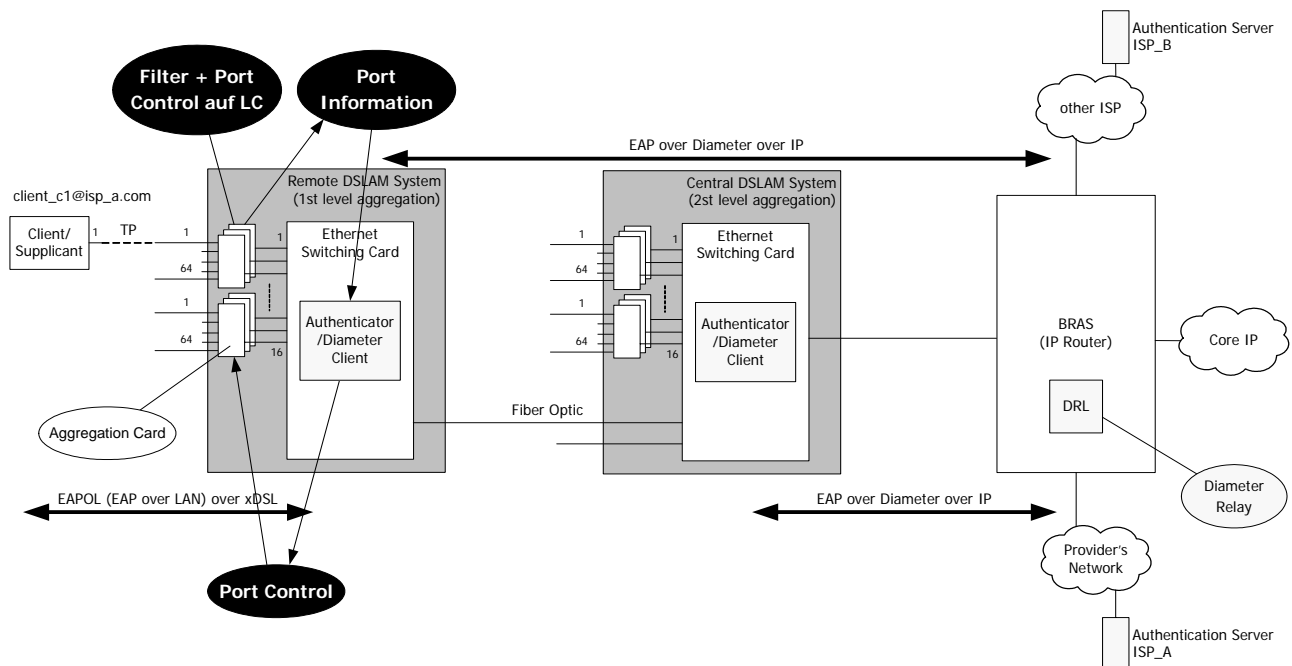 Authentication Server
ISP_B
Filter + Port
Control auf LC
Port
Information
other ISP
EAP over Diameter over IP
client_c1@isp_a.com
Remote DSLAM System
(1st level aggregation)
Central DSLAM System
(2st level aggregation)
Client/
Supplicant
1
TP
1
64
1
64
1
16
Ethernet
Switching Card
Authenticator
/Diameter
Client
1
64
1
64
1
16
Ethernet
Switching Card
Authenticator
/Diameter
Client
BRAS
(IP Router)
Core IP
DRL
Fiber Optic
Aggregation Card
EAPOL (EAP over LAN) over xDSL
EAP over Diameter over IP
Diameter
Relay
Provider's
Network
Port Control
Authentication Server
ISP_A